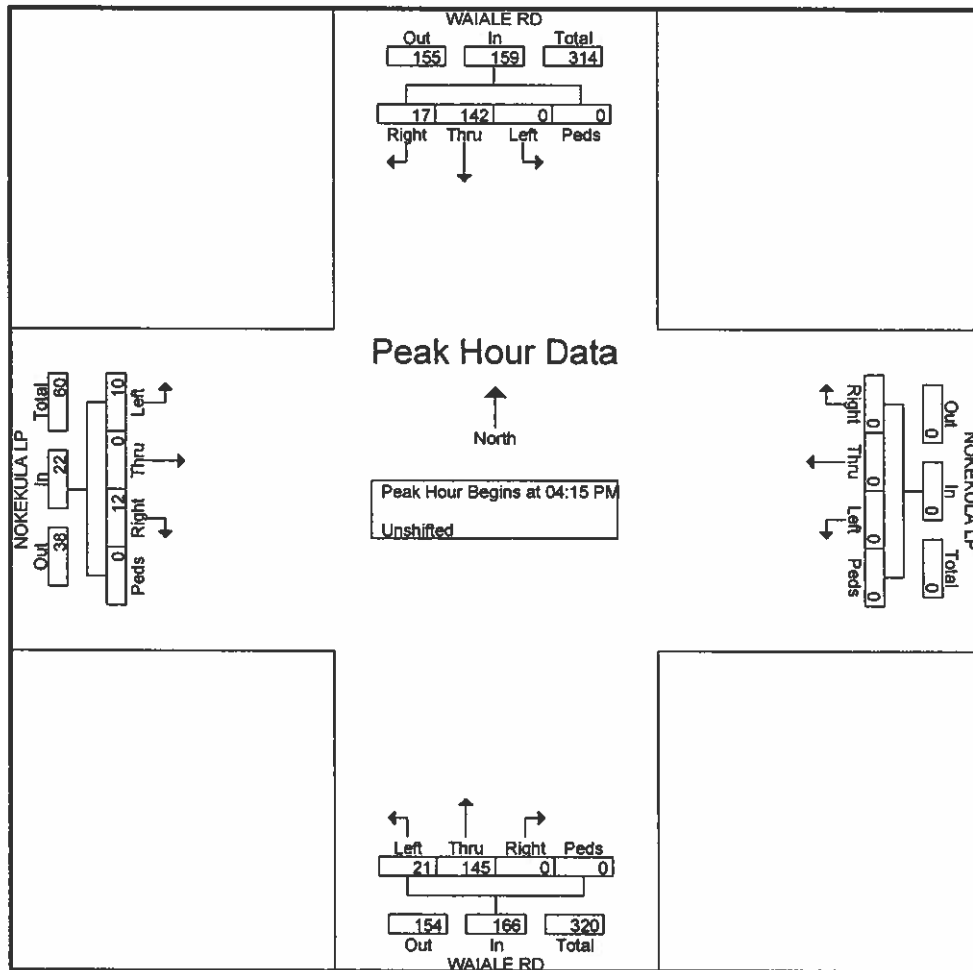 WAIALE RD
Out In Total
155 159 314
17 142 0 0
Right Thru Left Peds
Peak Hour Data
North
Peak Hour Begins at 04:15 PM
Unshifted
NOKEKULA LP
Total In Out
60 22 38
10 0 12 0
Left Thru Right Peds
Right Thru Left Peds
0 0 0 0
Out In Total
0 0 0
NOKEKULA LP
Left Thru Right Peds
21 145 0 0
154 166 320
Out In Total
WAIALE RD